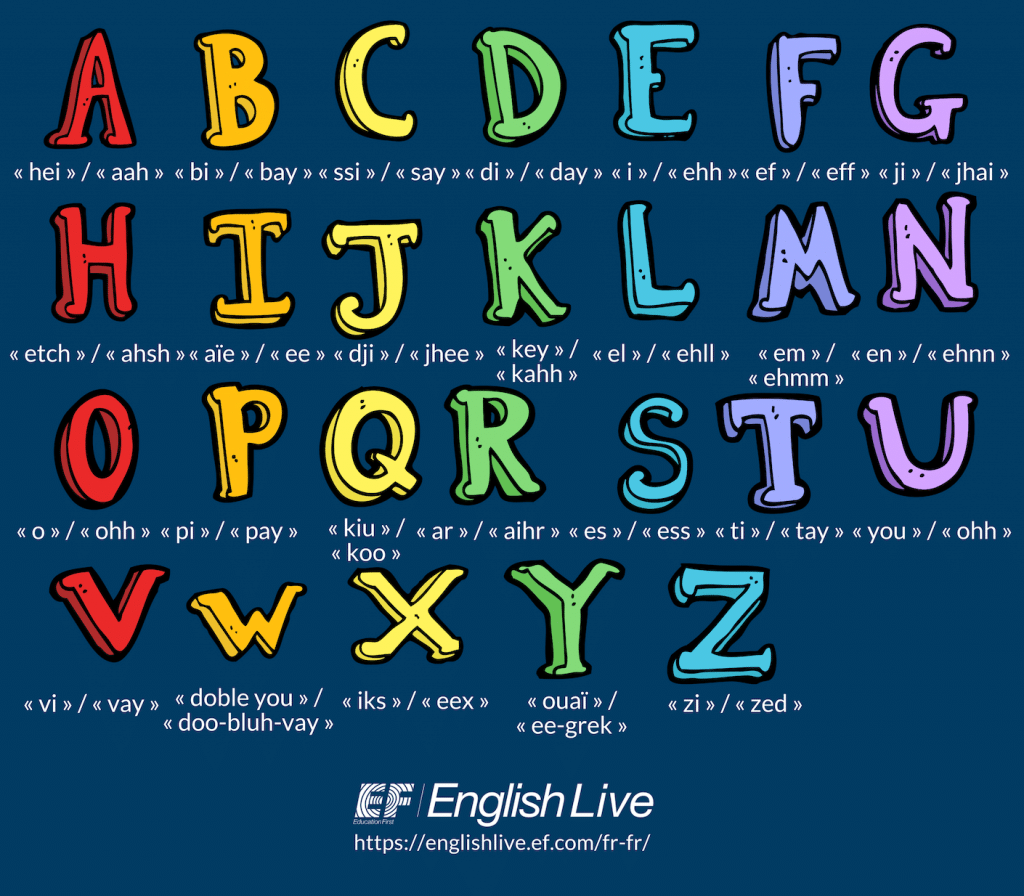 A B C D E F G
« hei » / « aah » « bi » / « bay » « ssi » / « say » « di » / « day » « i » / « ehh » « ef » / « eff » « ji » / « jhai »
H I J K L M N
« etch » / « ahsh » « aïe » / « ee » « dji » / « jhee » « key » / « el » / « ehll » « em » / « en » / « ehnn »
« kahh » « ehmm »
O P Q R S T U
« o » / « ohh » « pi » / « pay » « kiu » / « ar » / « aihr » « es » / « ess » « ti » / « tay » « you » / « ohh »
« koo »
V W X Y Z
« vi » / « vay » « doble you » / « iks » / « eex » « ouaï » / « zi » / « zed »
« doo-bluh-vay » « ee-grek »
EF English Live
Education First
https://englishlive.ef.com/fr-fr/